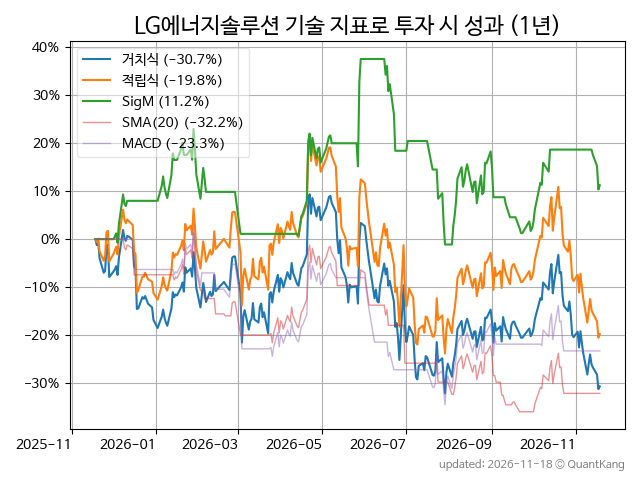 LG에너지솔루션 기술 지표로 투자 시 성과 (1년)
거치식 (−30.7%)
적립식 (−19.8%)
SigM (11.2%)
SMA(20) (−32.2%)
MACD (−23.3%)
40%
30%
20%
10%
0%
−10%
−20%
−30%
2025−11 2026−01 2026−03 2026−05 2026−07 2026−09 2026−11
updated: 2026−11−18 © QuantKang